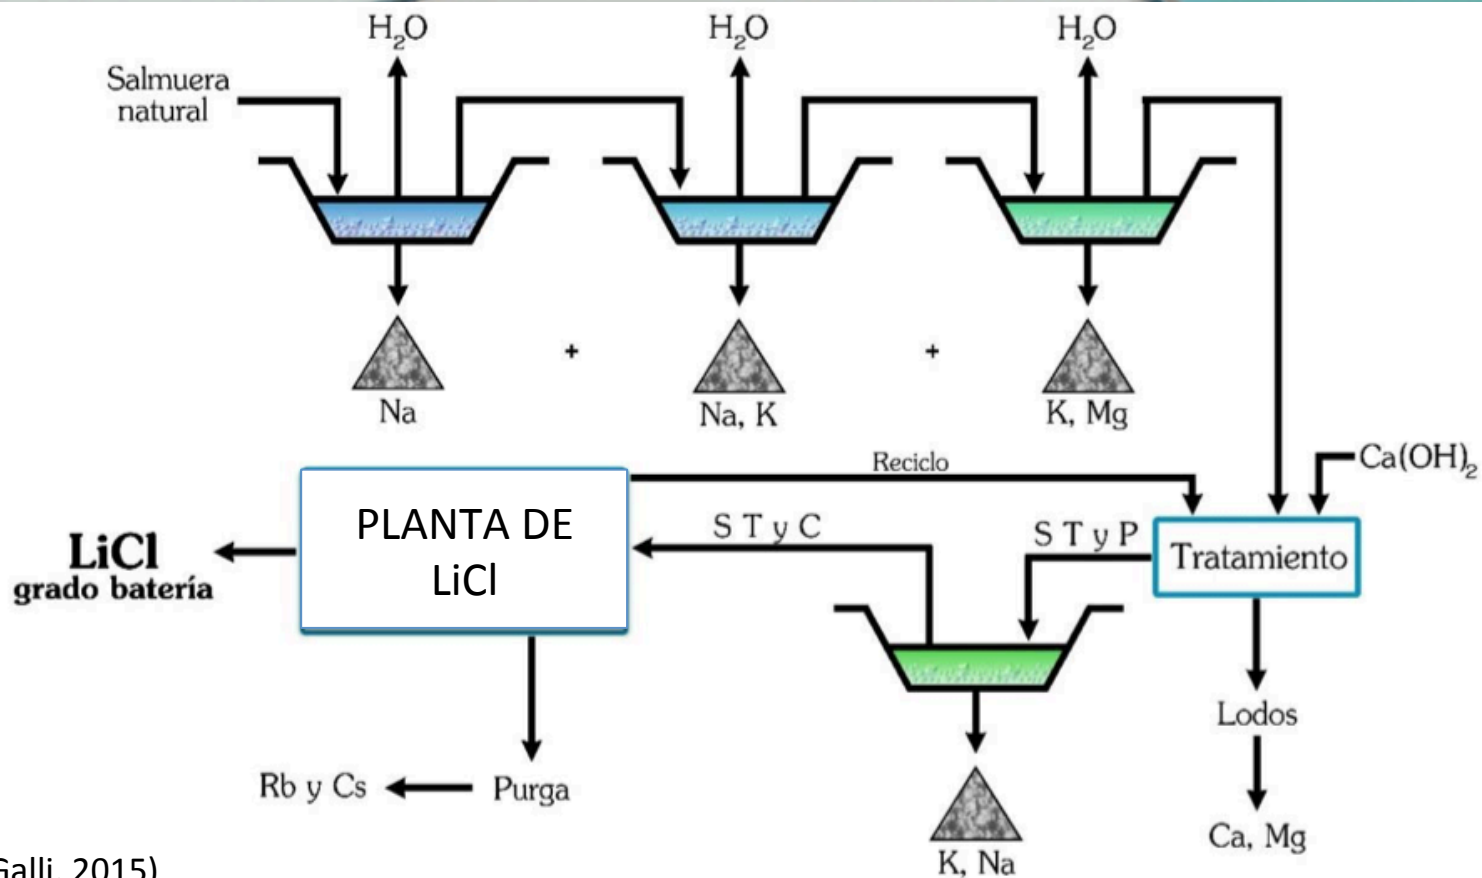 H₂O
H₂O
H₂O
Salmuera
natural
+
+
Na
Na, K
K, Mg
Reciclo
Ca(OH)₂
PLANTA DE
LiCl
S T y C
S T y P
Tratamiento
LiCl
grado batería
Lodos
Rb y Cs
Purga
Ca, Mg
K, Na
Galli, 2015)